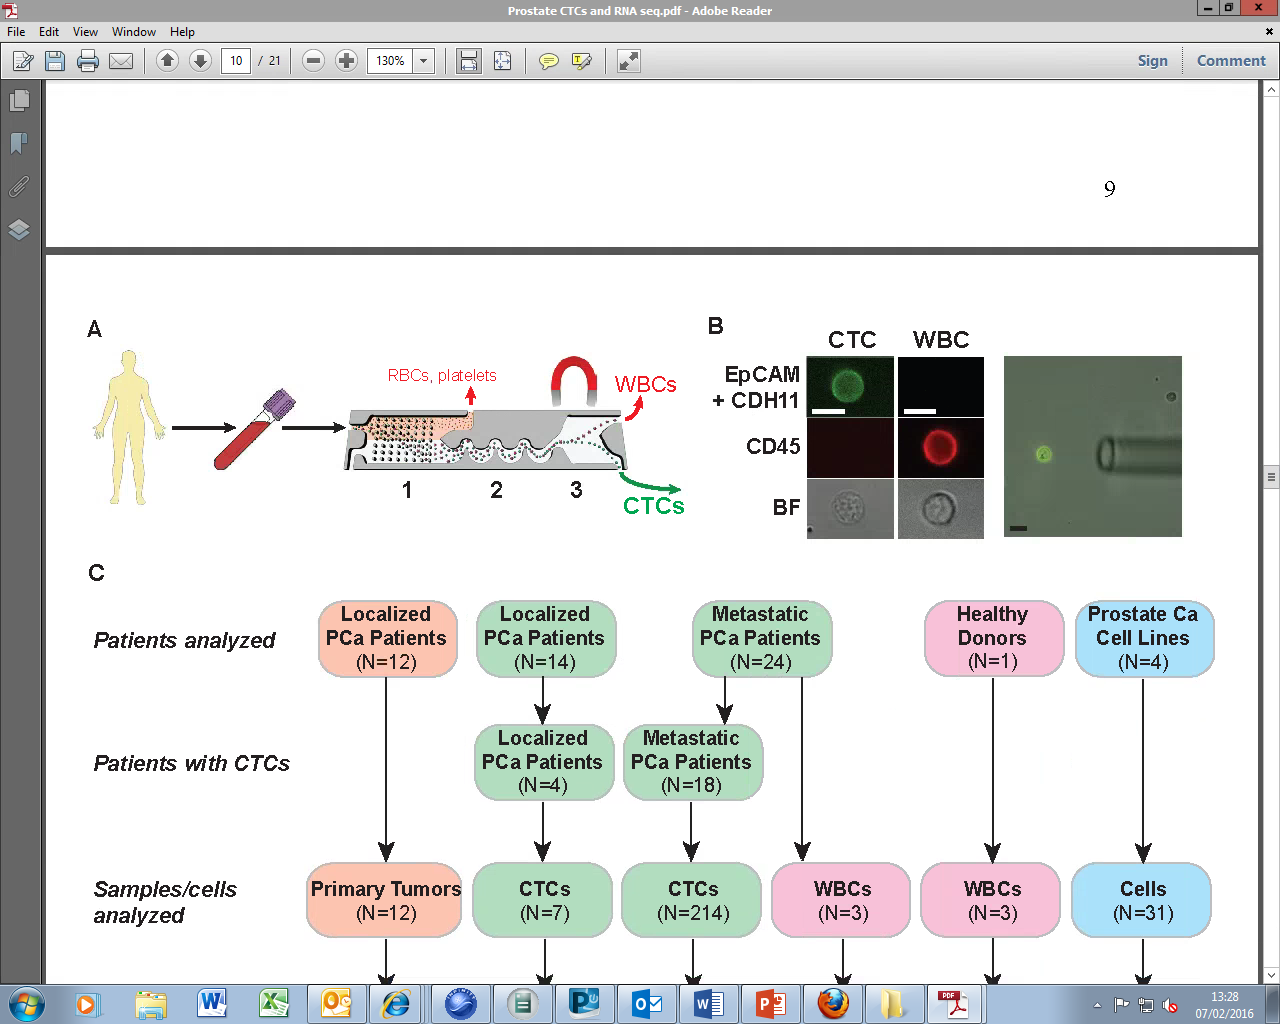 Prostate CTCs and RNA seq.pdf - Adobe Reader
File Edit View Window Help
10 / 21 130% Sign Comment
9
A
RBCs, platelets
WBCs
1 2 3
CTCs
B
CTC WBC
EpCAM
+ CDH11
CD45
BF
C
Patients analyzed
Localized
PCa Patients
(N=12)
Localized
PCa Patients
(N=14)
Metastatic
PCa Patients
(N=24)
Healthy
Donors
(N=1)
Prostate Ca
Cell Lines
(N=4)
Patients with CTCs
Localized
PCa Patients
(N=4)
Metastatic
PCa Patients
(N=18)
Samples/cells
analyzed
Primary Tumors
(N=12)
CTCs
(N=7)
CTCs
(N=214)
WBCs
(N=3)
WBCs
(N=3)
Cells
(N=31)
13:28
07/02/2016